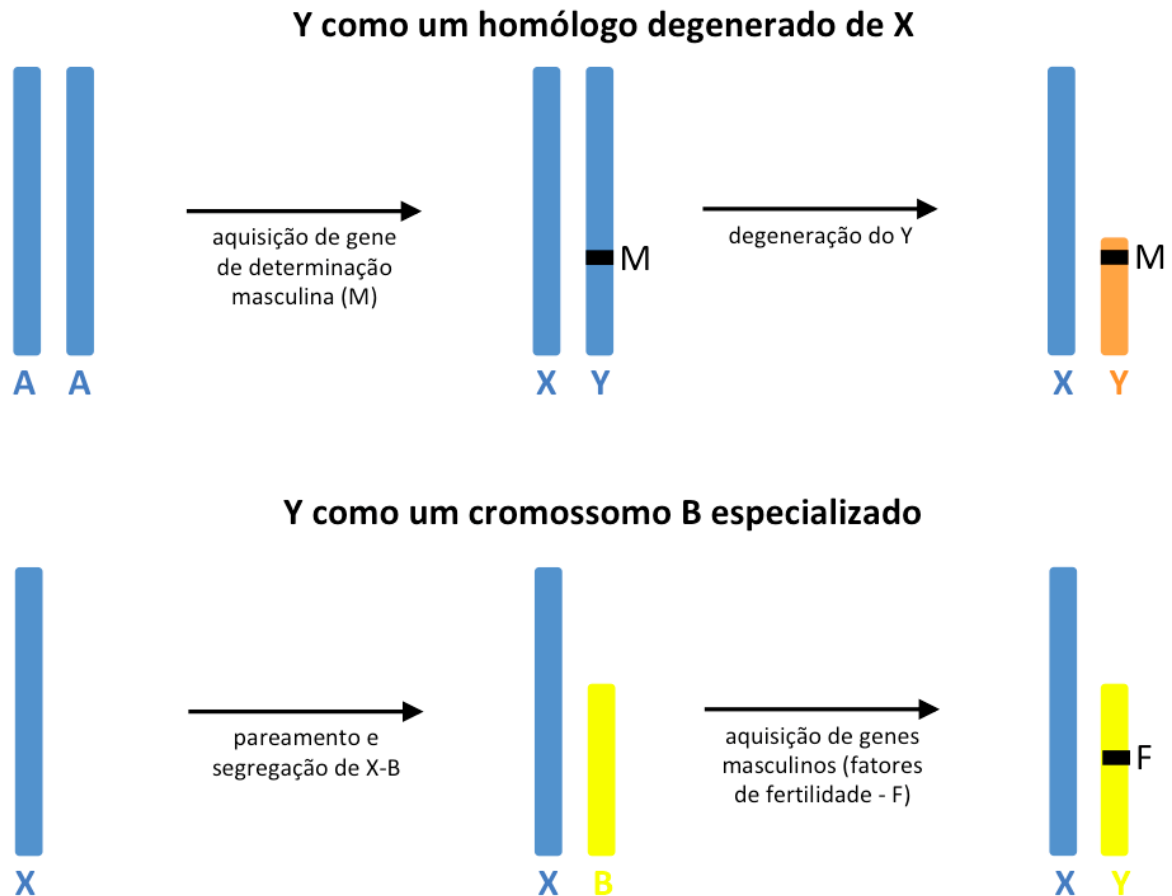 Y como um homólogo degenerado de X
aquisição de gene
de determinação
masculina (M)
M
degeneração do Y
M
A A
X Y
X Y
Y como um cromossomo B especializado
pareamento e
segregação de X-B
aquisição de genes
masculinos (fatores
de fertilidade - F)
F
X
X B
X Y